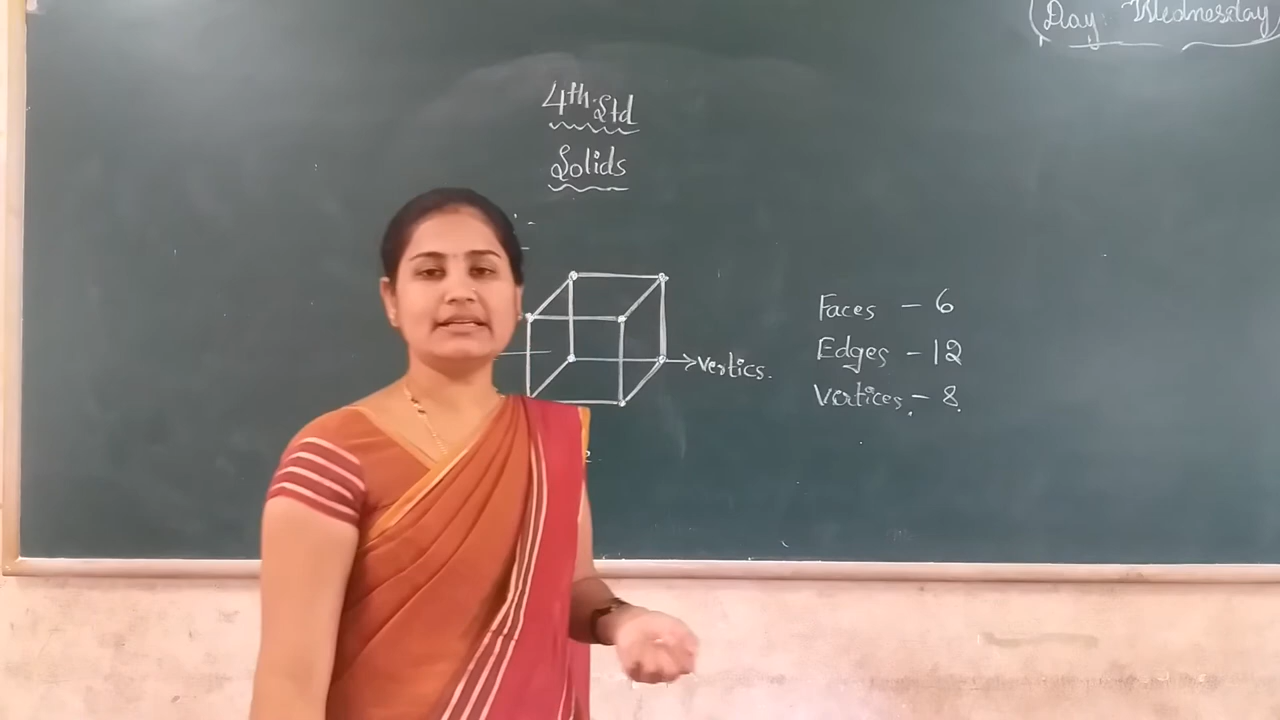 (Day: Wednesday
4th Std
Solids
Vertics.
Faces - 6
Edges - 12
Vertices - 8